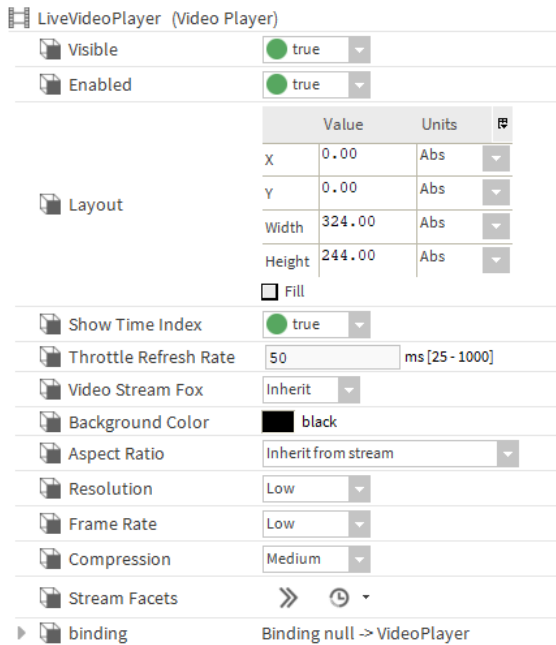 LiveVideoPlayer (Video Player)
Visible true
Enabled true
Value Units
X 0.00 Abs
Y 0.00 Abs
Layout
Width 324.00 Abs
Height 244.00 Abs
Fill
Show Time Index true
Throttle Refresh Rate 50 ms [25 - 1000]
Video Stream Fox Inherit
Background Color black
Aspect Ratio Inherit from stream
Resolution Low
Frame Rate Low
Compression Medium
Stream Facets
binding Binding null -> VideoPlayer